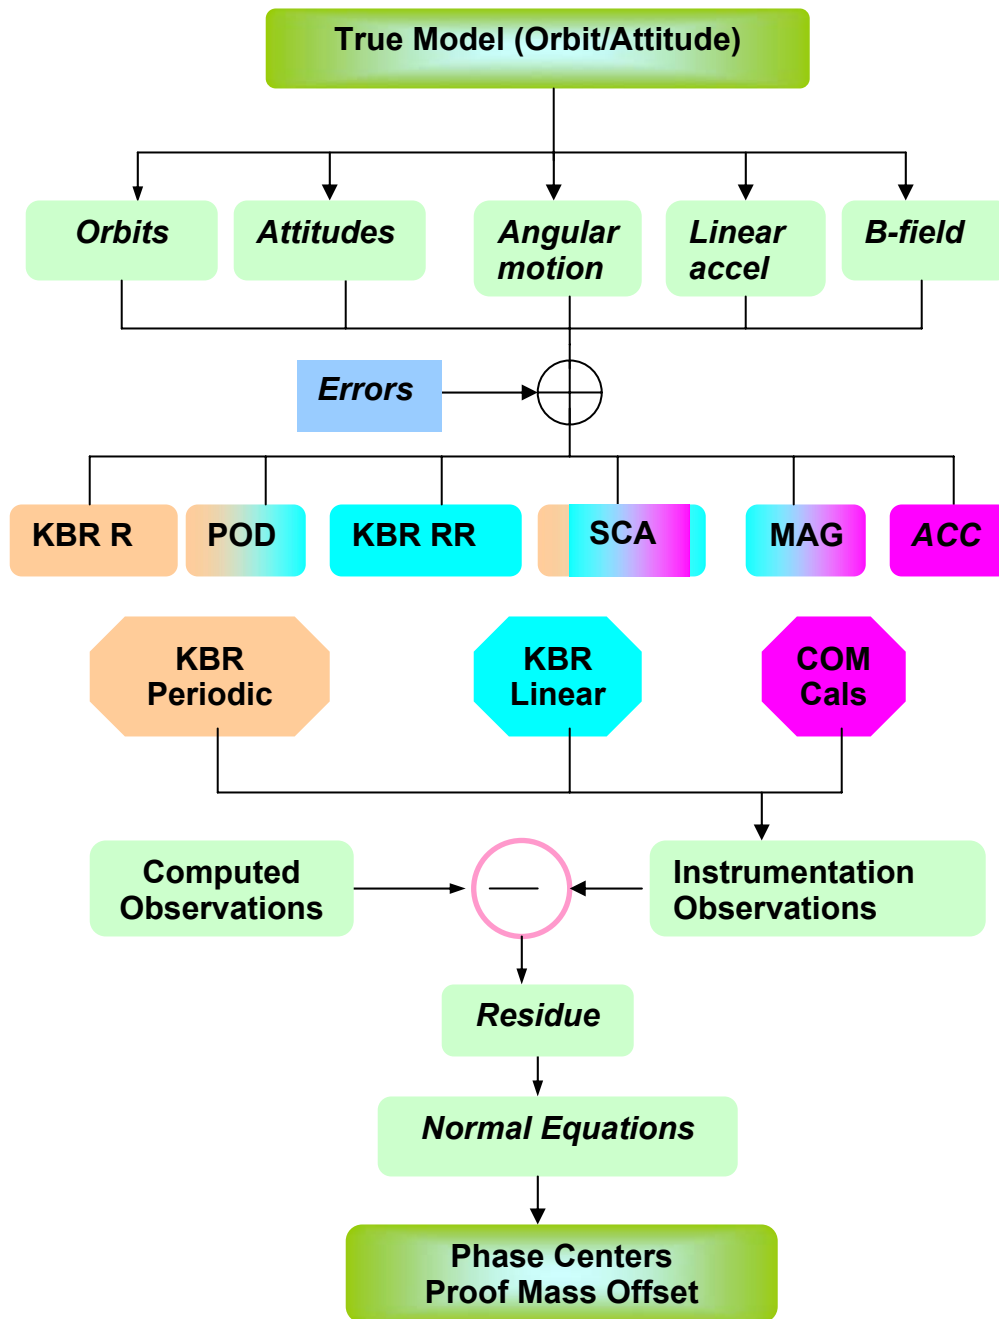 True Model (Orbit/Attitude)
Orbits
Attitudes
Angular
motion
Linear
accel
B-field
Errors
KBR R
POD
KBR RR
SCA
MAG
ACC
KBR
Periodic
KBR
Linear
COM
Cals
Computed
Observations
Instrumentation
Observations
Residue
Normal Equations
Phase Centers
Proof Mass Offset